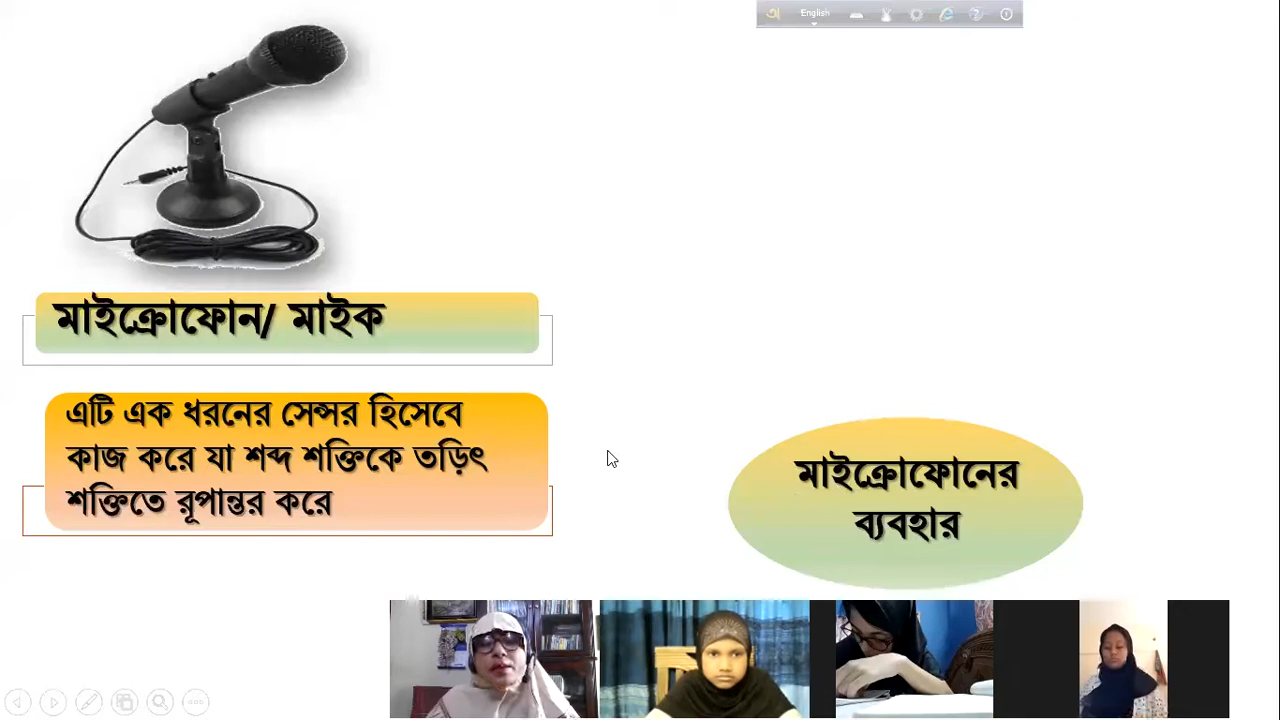 English
মাইক্রোফোন/ মাইক
এটি এক ধরনের সেন্সর হিসেবে
কাজ করে যা শব্দ শক্তিকে তড়িৎ
শক্তিতে রূপান্তর করে
মাইক্রোফোনের
ব্যবহার